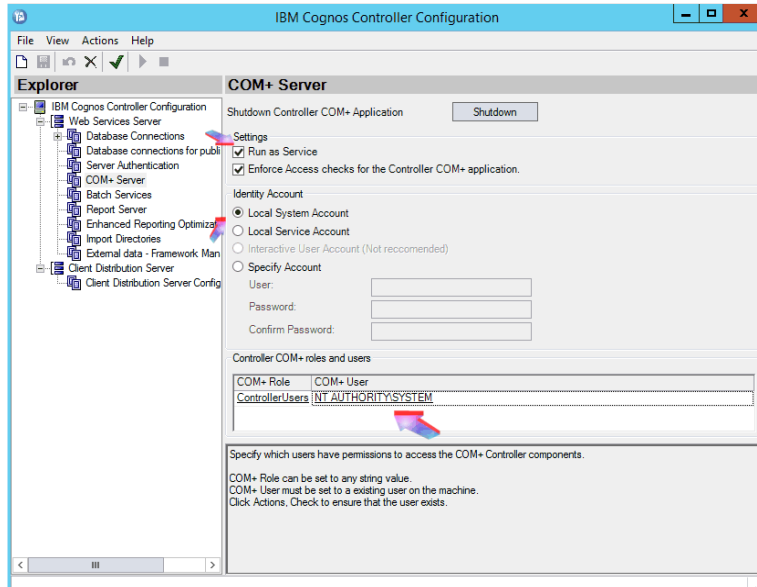 IBM Cognos Controller Configuration
File View Actions Help
Explorer
COM+ Server
IBM Cognos Controller Configuration
Web Services Server
Database Connections
Database connections for publi
Server Authentication
COM+ Server
Batch Services
Report Server
Enhanced Reporting Optimizat
Import Directories
External data - Framework Man
Client Distribution Server
Client Distribution Server Config
Shutdown Controller COM+ Application
Shutdown
Settings
Run as Service
Enforce Access checks for the Controller COM+ application.
Identity Account
Local System Account
Local Service Account
Interactive User Account (Not reccomended)
Specify Account
User:
Password:
Confirm Password:
Controller COM+ roles and users
COM+ Role COM+ User
ControllerUsers NT AUTHORITY\SYSTEM
Specify which users have permissions to access the COM+ Controller components.
COM+ Role can be set to any string value.
COM+ User must be set to a existing user on the machine.
Click Actions, Check to ensure that the user exists.